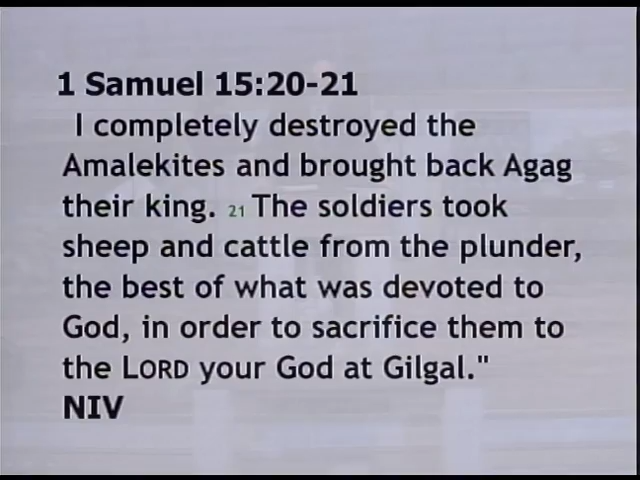 1 Samuel 15:20-21
I completely destroyed the
Amalekites and brought back Agag
their king. 21 The soldiers took
sheep and cattle from the plunder,
the best of what was devoted to
God, in order to sacrifice them to
the LORD your God at Gilgal."
NIV